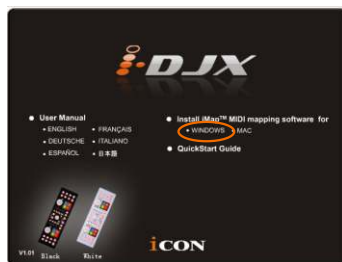 i-DJX
User Manual
• ENGLISH • FRANÇAIS
• DEUTSCHE • ITALIANO
• ESPAÑOL • 日本語
Install iMap™ MIDI mapping software for
• WINDOWS • MAC
QuickStart Guide
V1.01 Black White
iCON